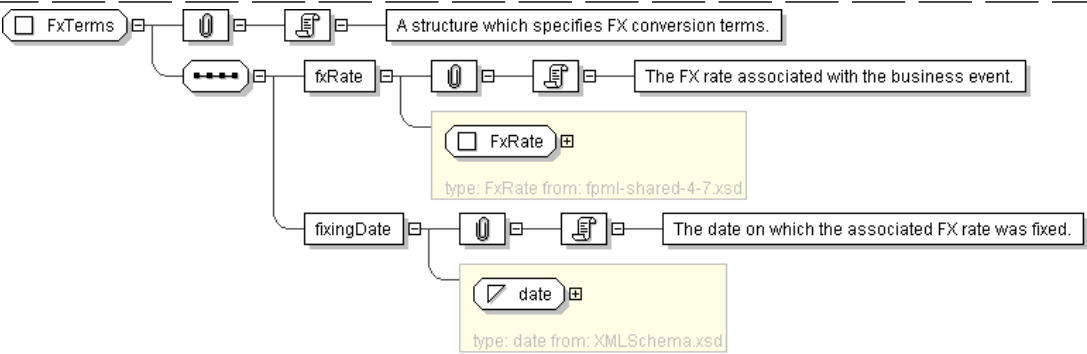 FxTerms
A structure which specifies FX conversion terms.
fxRate
The FX rate associated with the business event.
FxRate
type: FxRate from: fpml-shared-4-7.xsd
fixingDate
The date on which the associated FX rate was fixed.
date
type: date from: XMLSchema.xsd